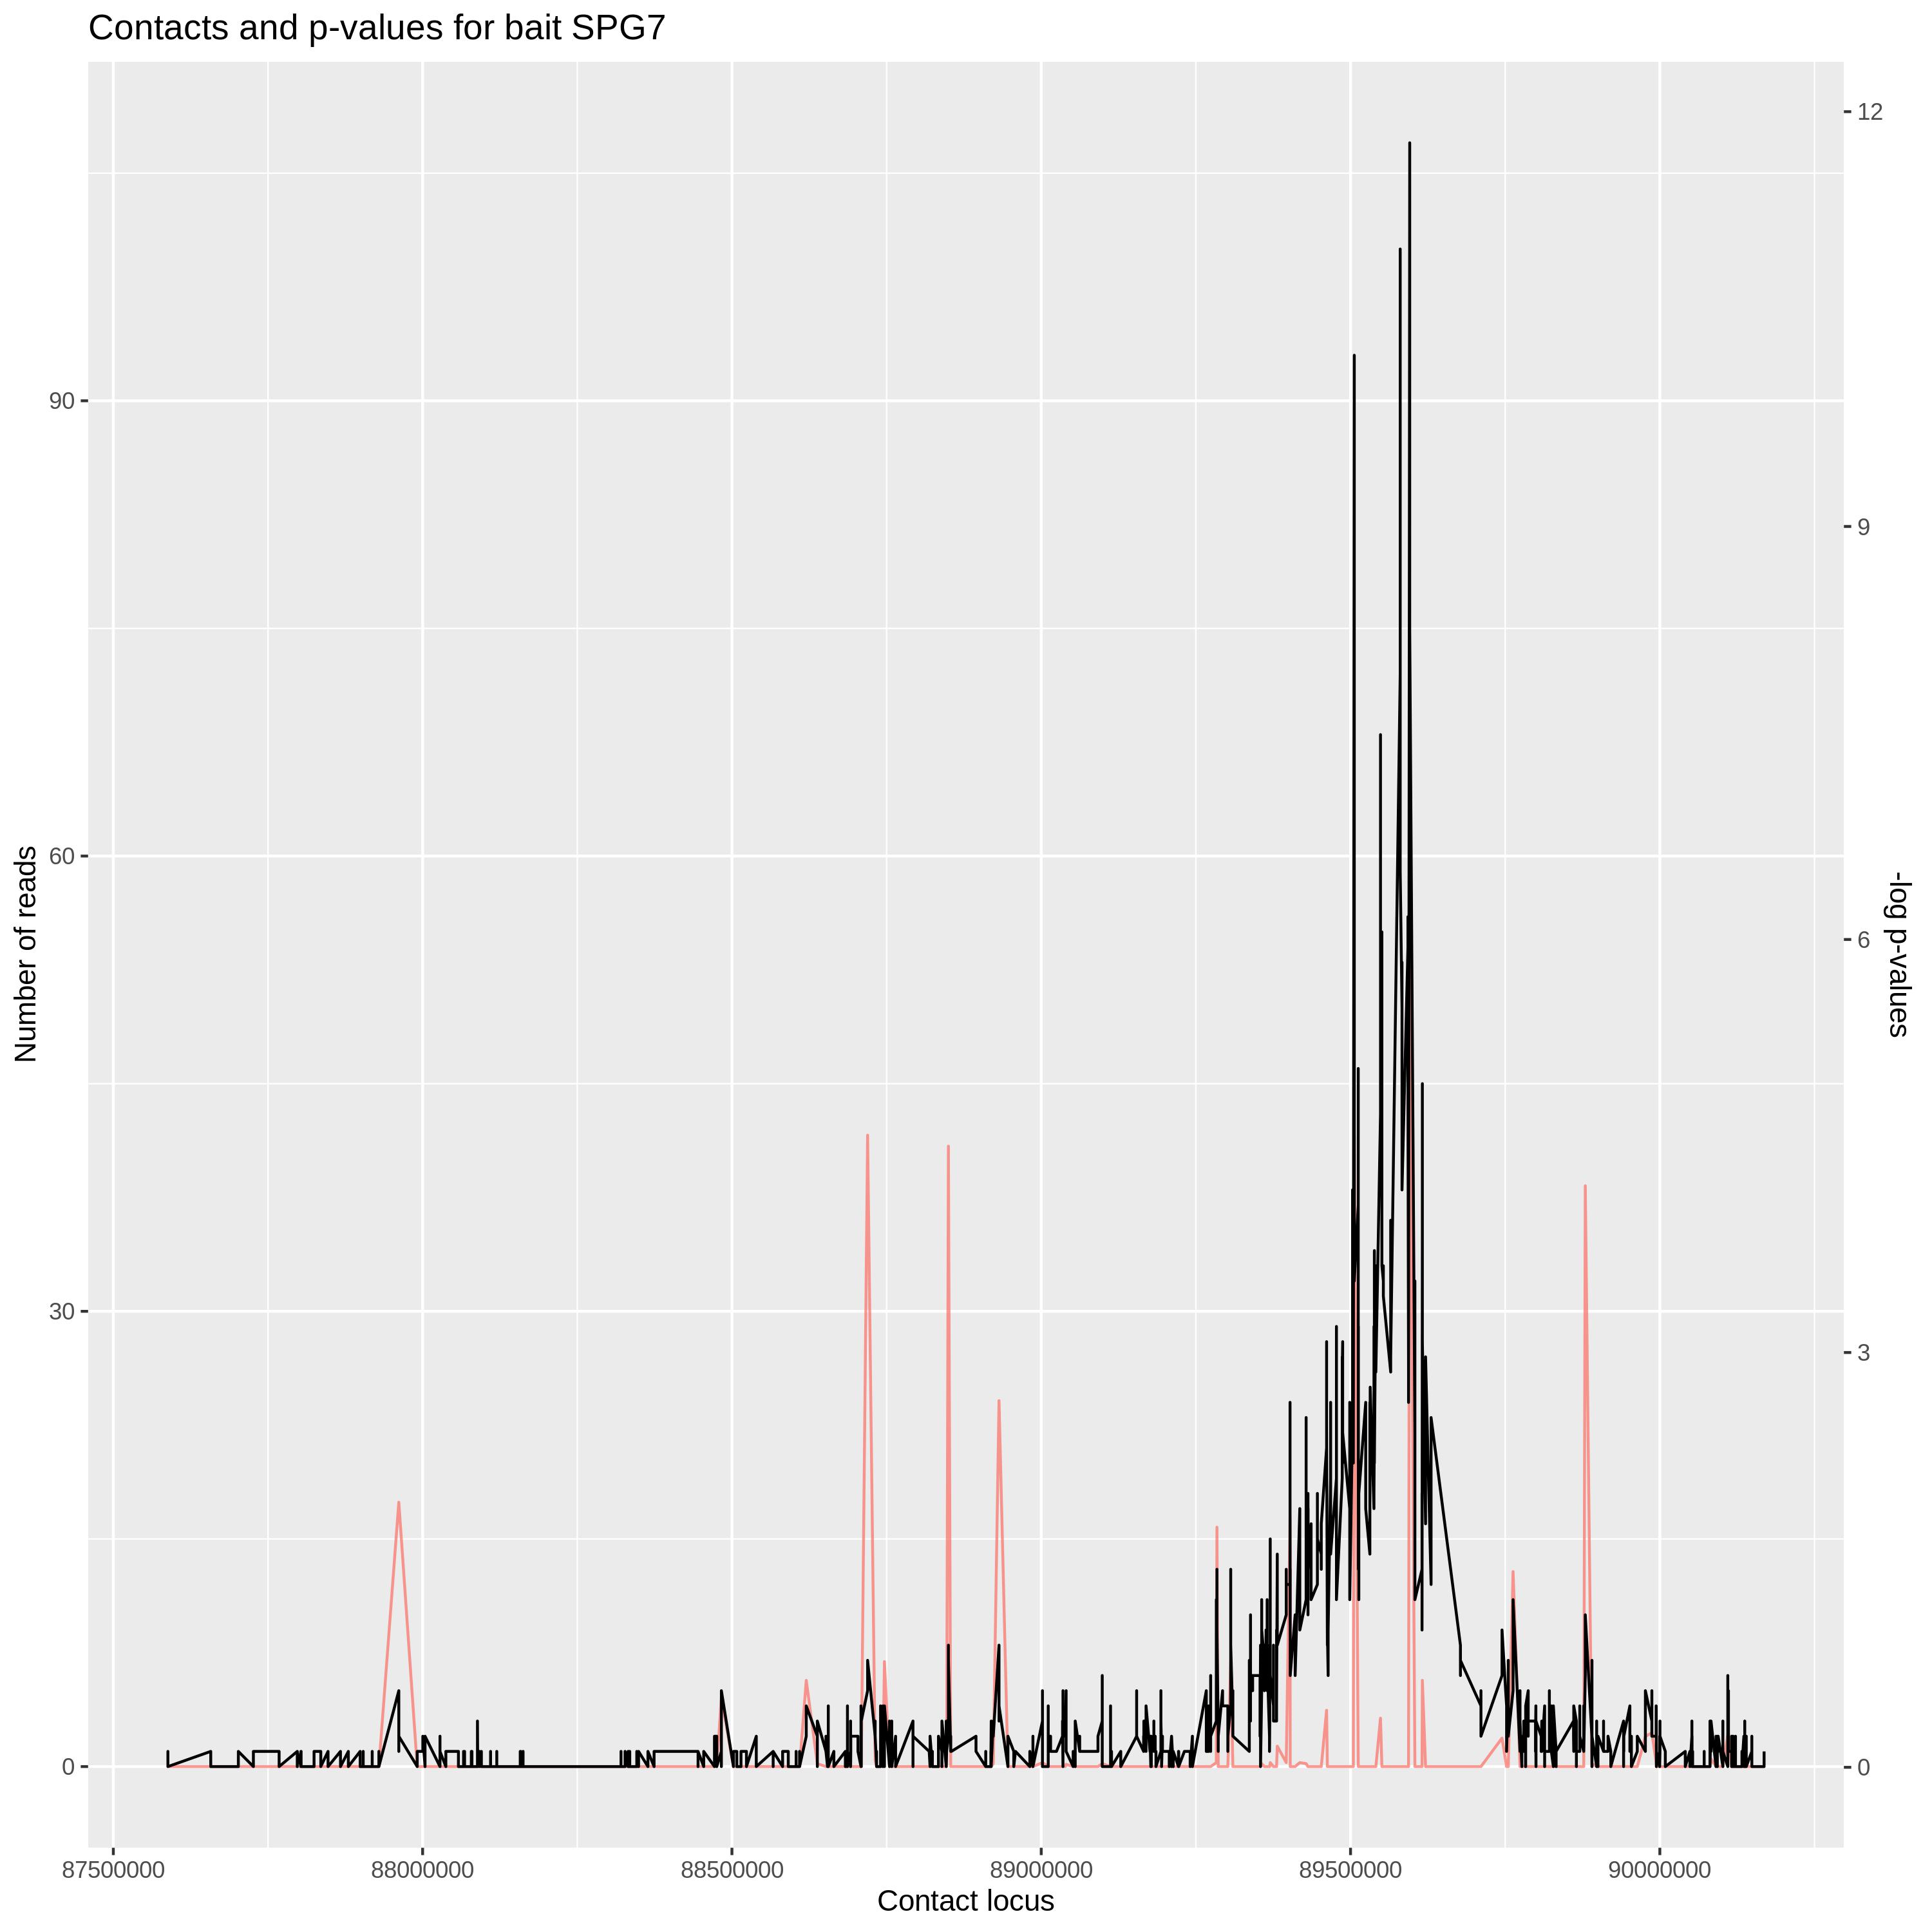 Contacts and p-values for bait SPG7
12
90
9
Number of reads
60
6
-log p-values
30
3
0
0
87500000 88000000 88500000 89000000 89500000 90000000
Contact locus